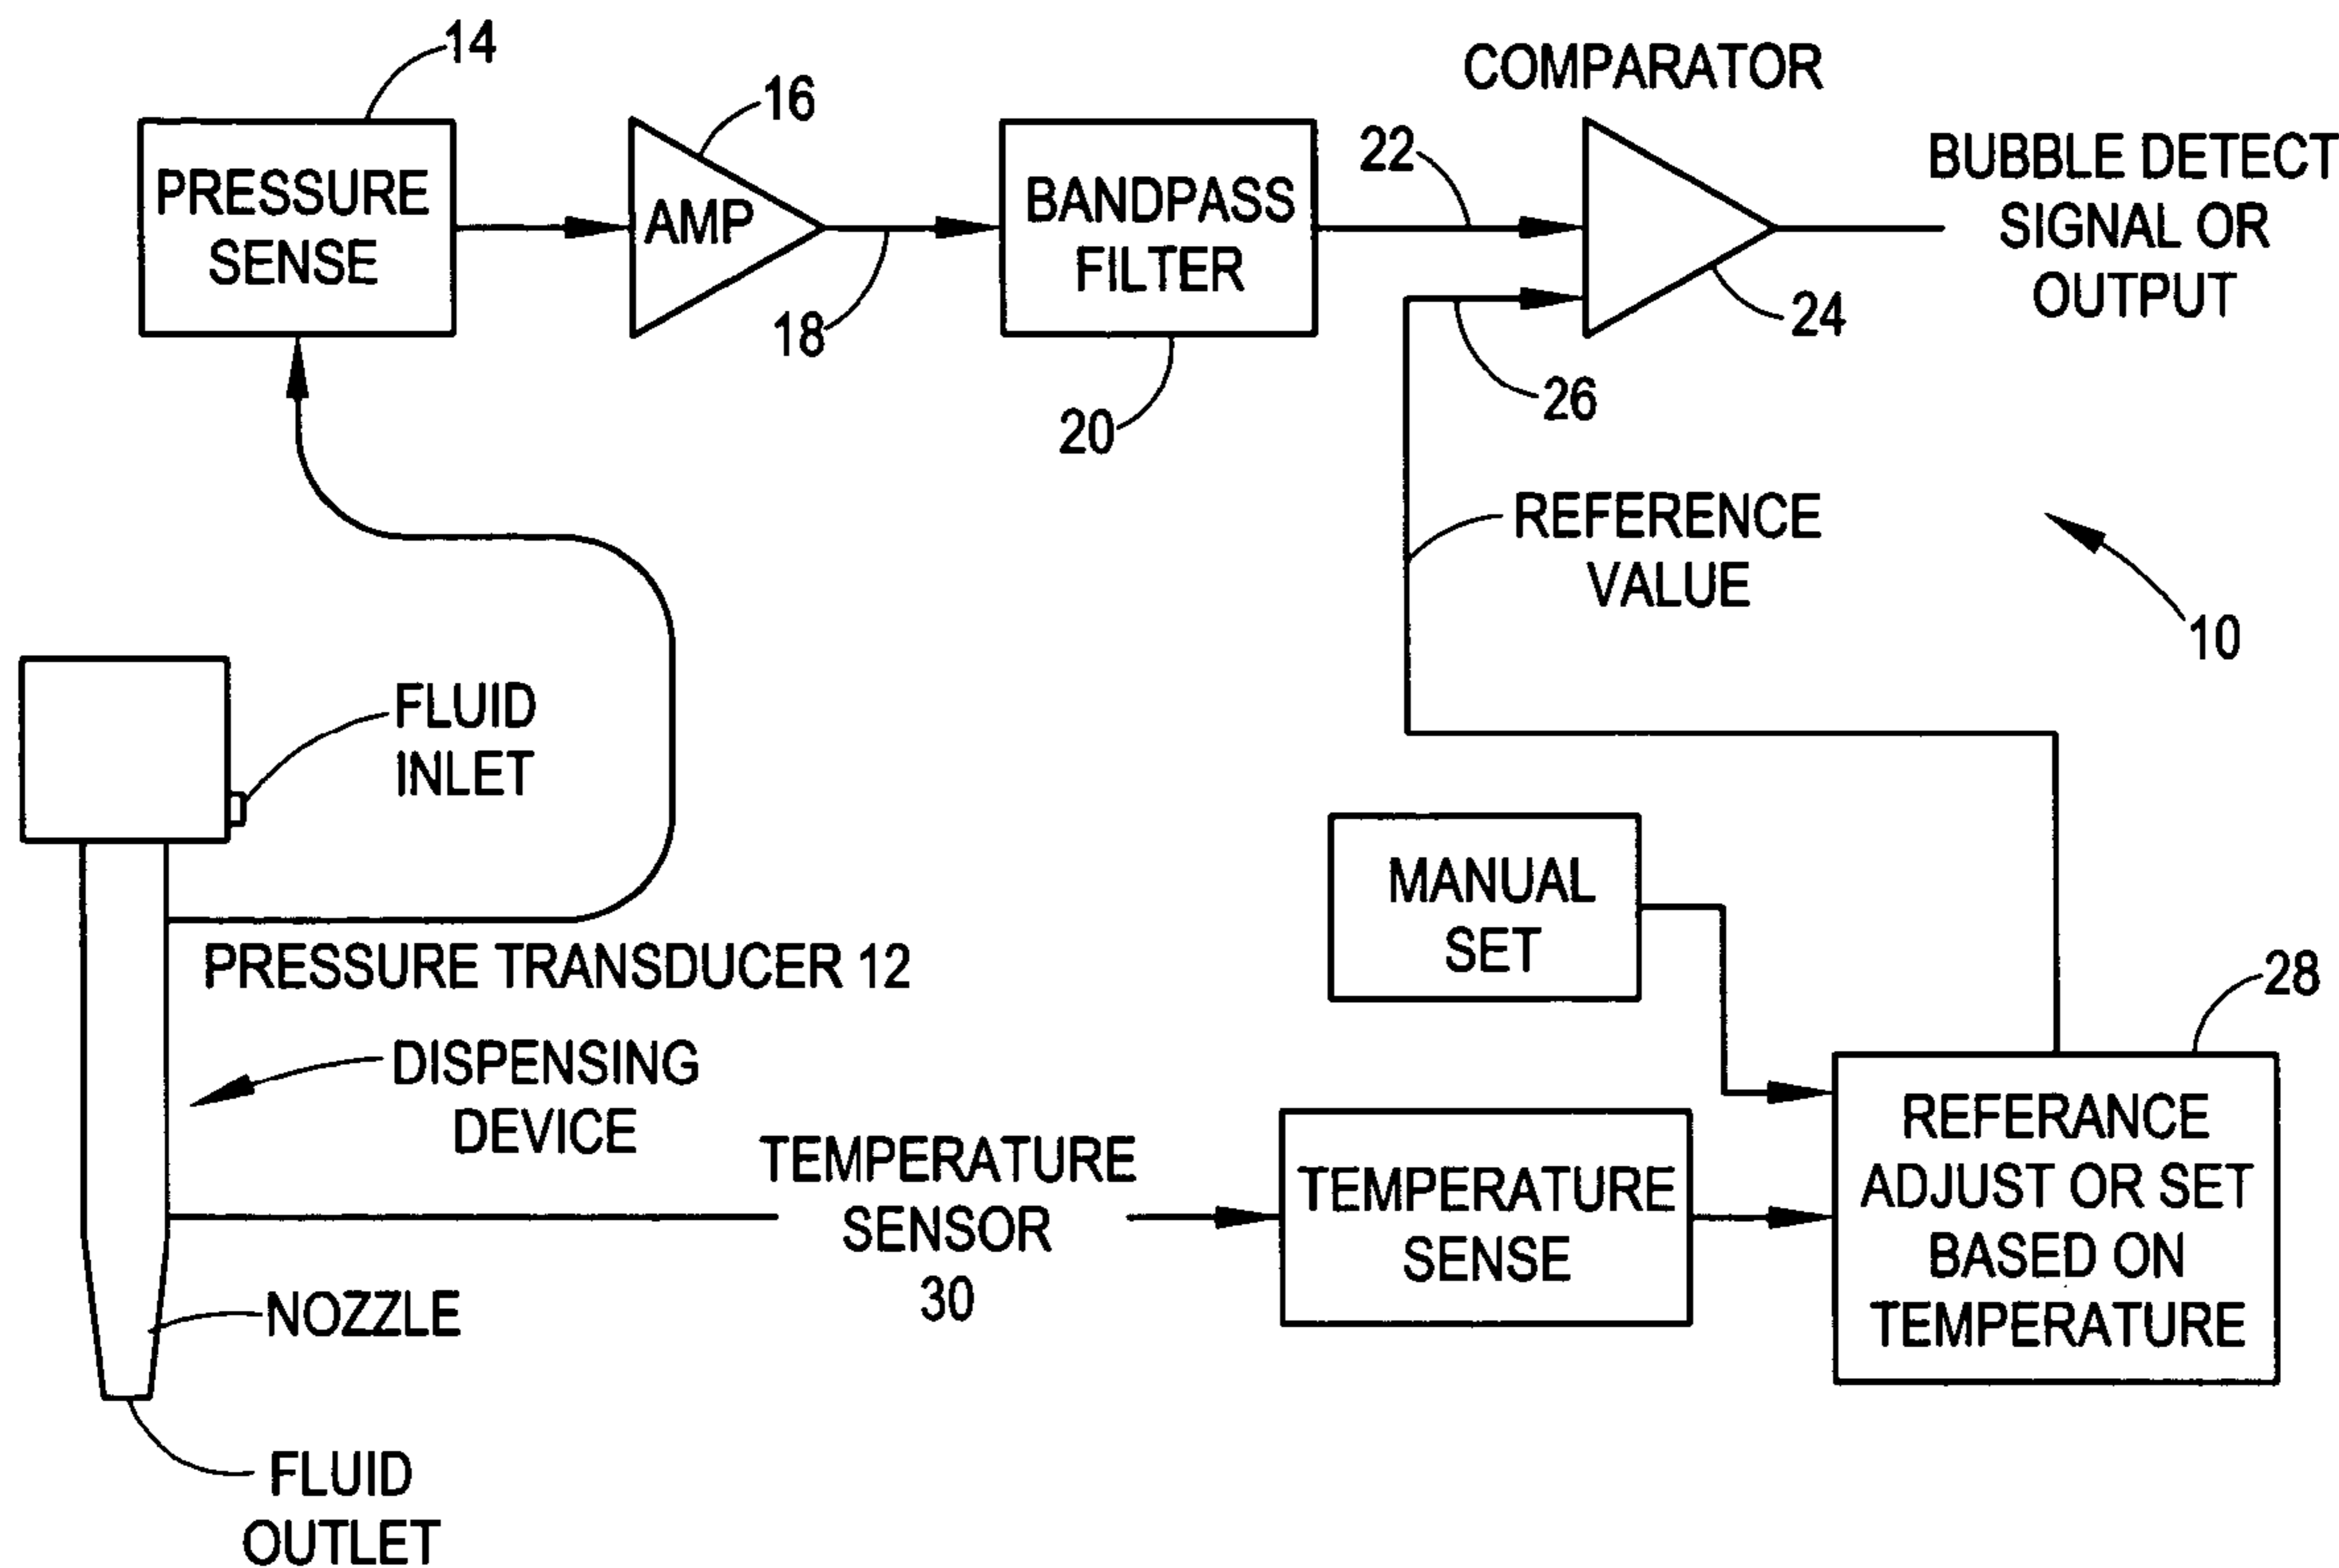 14
16
COMPARATOR
PRESSURE
SENSE
AMP
18
BANDPASS
FILTER
20
22
26
24
BUBBLE DETECT
SIGNAL OR
OUTPUT
REFERENCE
VALUE
10
FLUID
INLET
PRESSURE TRANSDUCER 12
DISPENSING
DEVICE
MANUAL
SET
28
TEMPERATURE
SENSOR
30
TEMPERATURE
SENSE
REFERANCE
ADJUST OR SET
BASED ON
TEMPERATURE
NOZZLE
FLUID
OUTLET